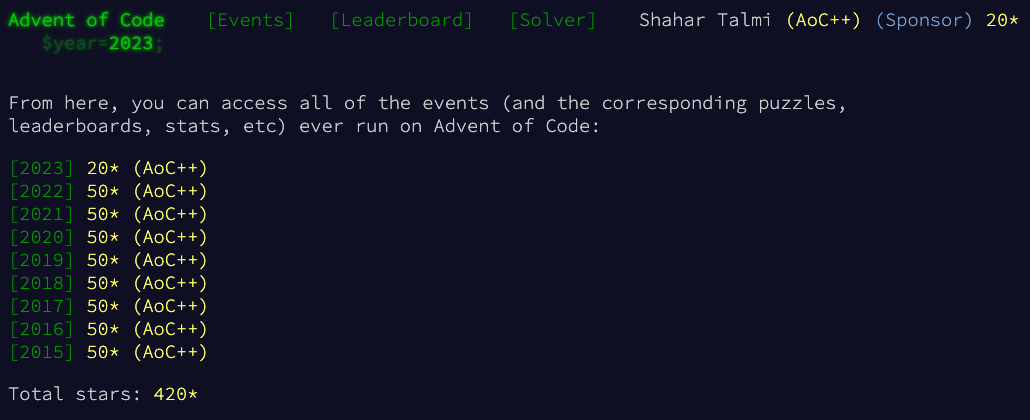 Advent of Code [Events] [Leaderboard] [Solver] Shahar Talmi (AoC++) (Sponsor) 20*
$year=2023;
From here, you can access all of the events (and the corresponding puzzles,
leaderboards, stats, etc) ever run on Advent of Code:
[2023] 20* (AoC++)
[2022] 50* (AoC++)
[2021] 50* (AoC++)
[2020] 50* (AoC++)
[2019] 50* (AoC++)
[2018] 50* (AoC++)
[2017] 50* (AoC++)
[2016] 50* (AoC++)
[2015] 50* (AoC++)
Total stars: 420*